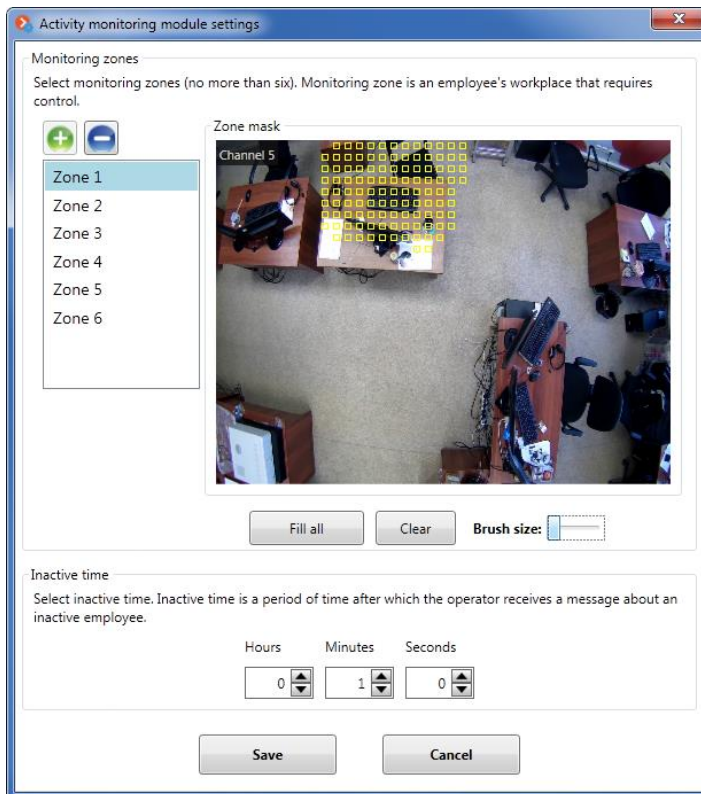 Activity monitoring module settings
Monitoring zones
Select monitoring zones (no more than six). Monitoring zone is an employee's workplace that requires
control.
Zone mask
Channel 5
Zone 1
Zone 2
Zone 3
Zone 4
Zone 5
Zone 6
Fill all
Clear
Brush size:
Inactive time
Select inactive time. Inactive time is a period of time after which the operator receives a message about an
inactive employee.
Hours Minutes Seconds
0 1 0
Save Cancel